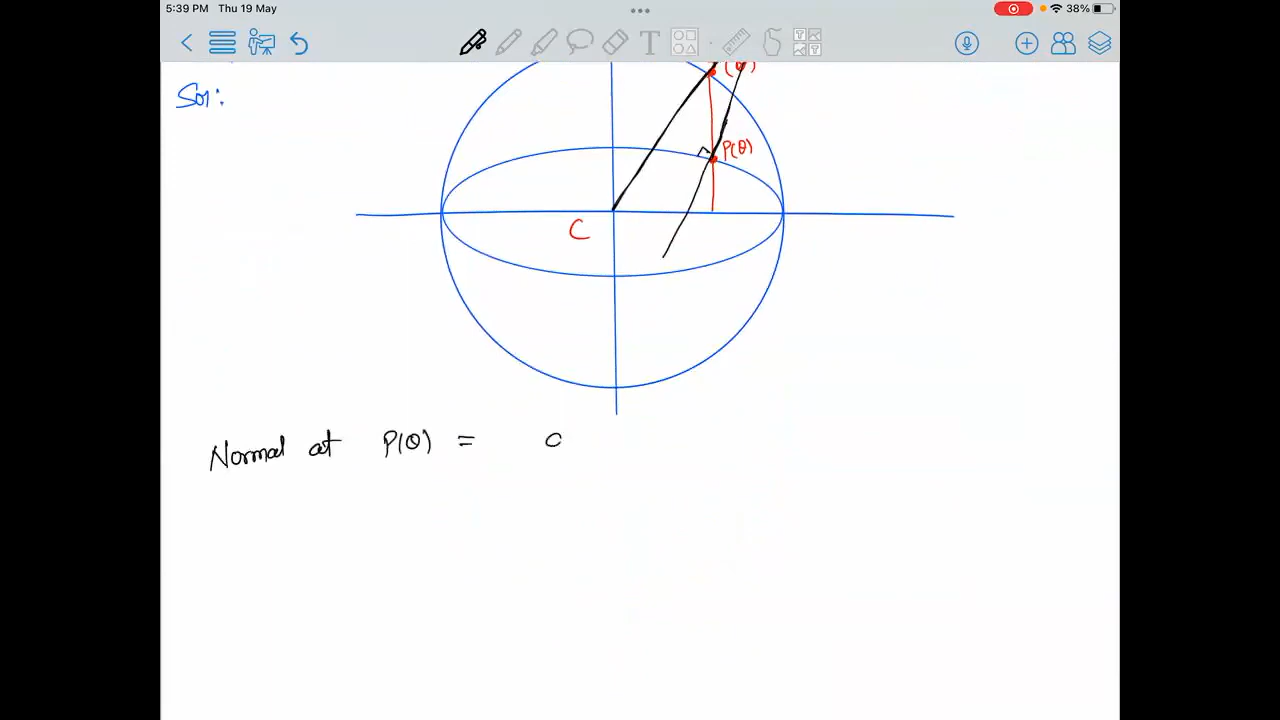 5:39 PM Thu 19 May
38%
T
Sol:
(θ)
P(θ)
C
Normal at P(θ) =